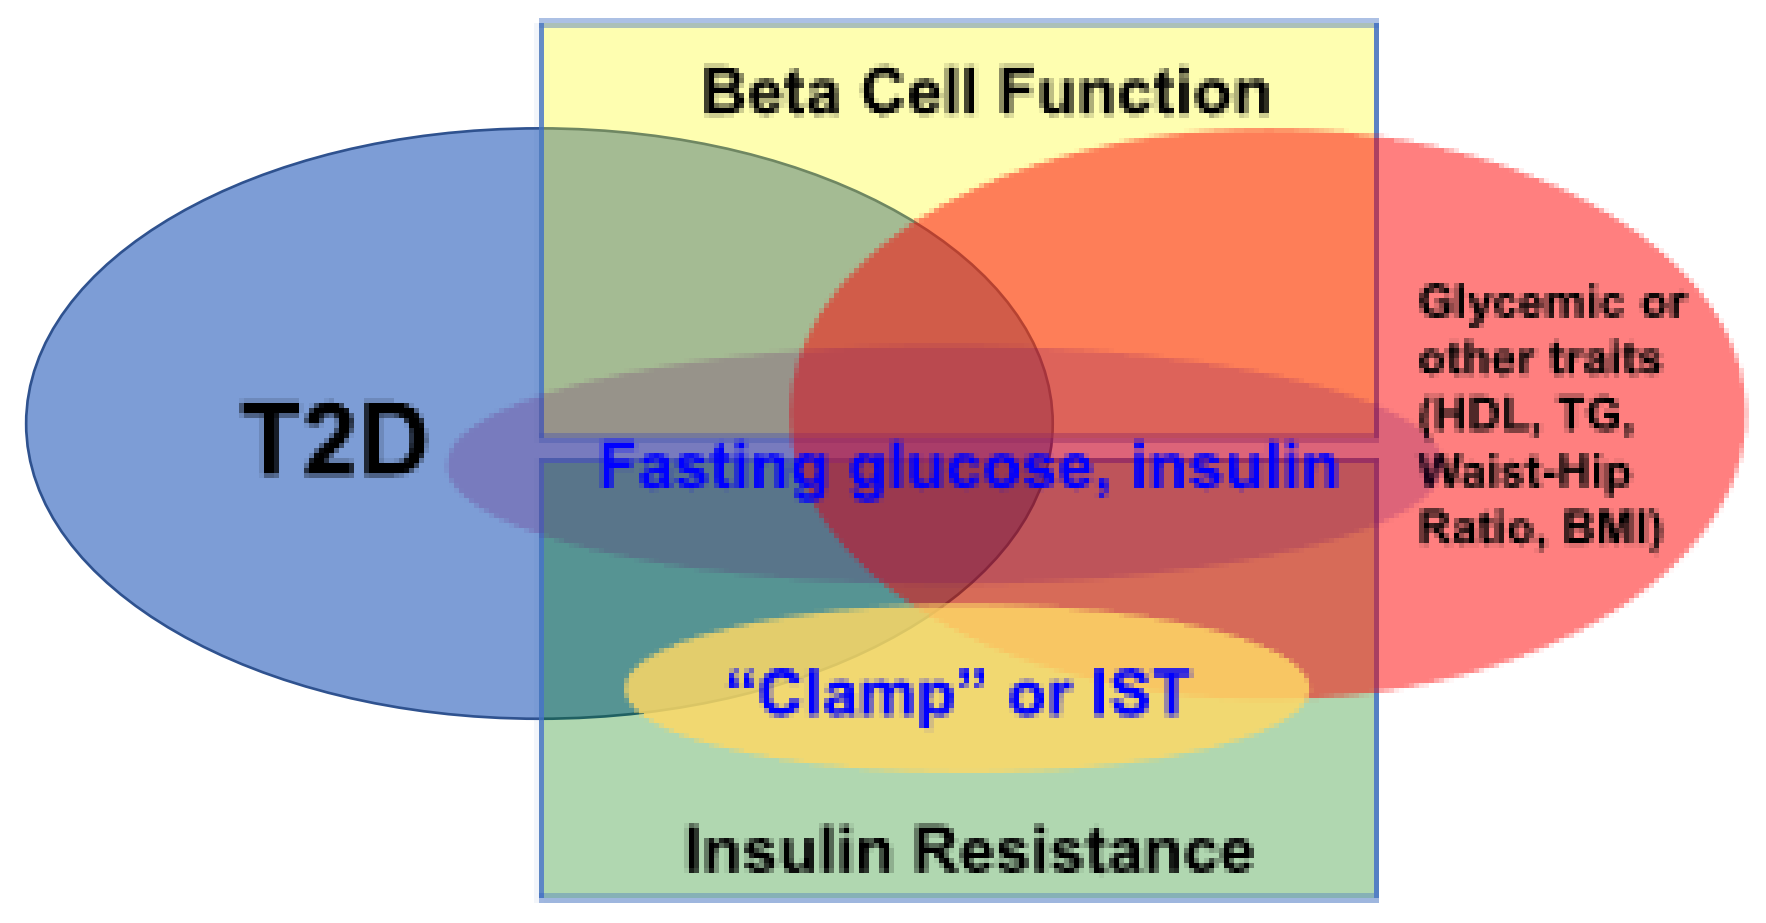 Beta Cell Function
Glycemic or
other traits
(HDL, TG,
Waist-Hip
Ratio, BMI)
T2D
Fasting glucose, insulin
“Clamp” or IST
Insulin Resistance